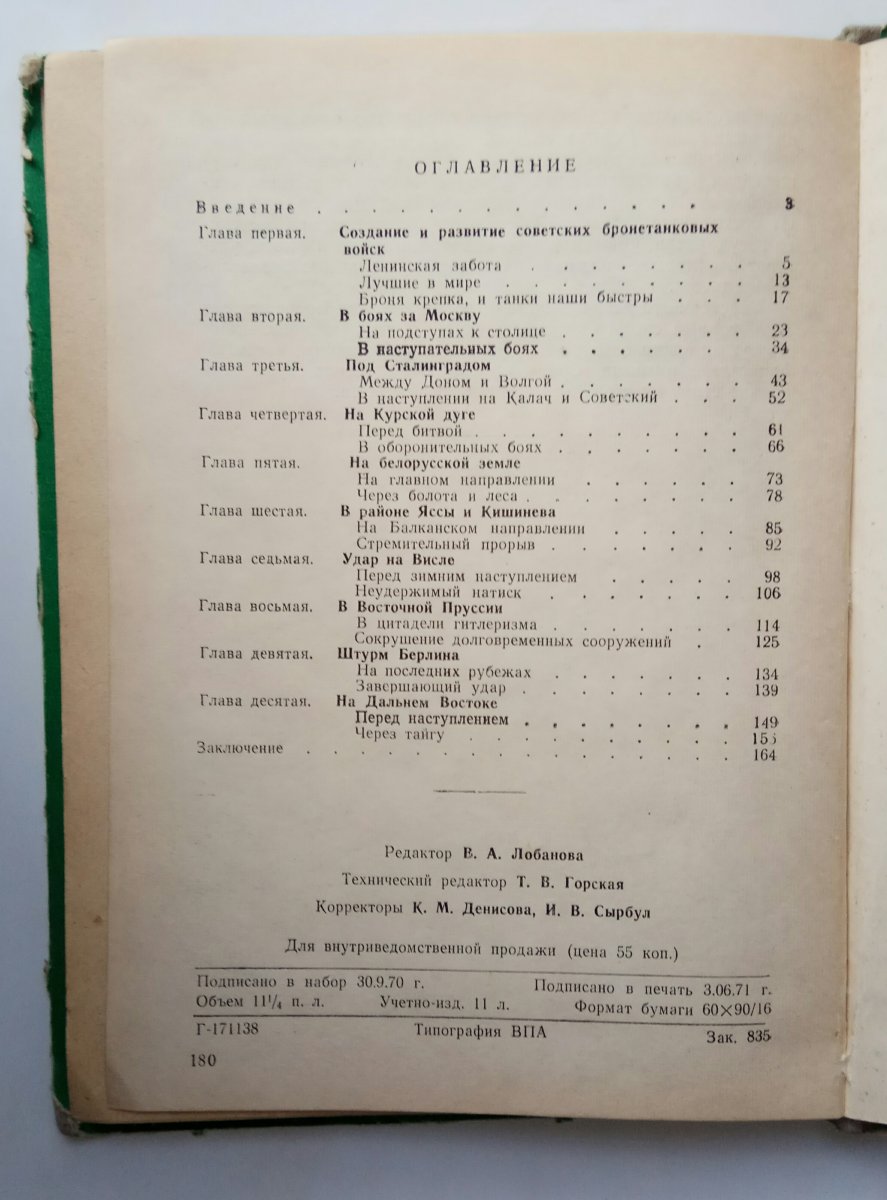 ОГЛАВЛЕНИЕ
Введение . . . . . . . . . . . . . . 3
Глава первая. Создание и развитие советских бронетанковых
войск
Ленинская забота . . . . . . . 5
Лучшие в мире . . . . . . . . 13
Броня крепка, и танки наши быстры . . . 17
Глава вторая. В боях за Москву
На подступах к столице . . . . . . 23
В наступательных боях . . . . . . 34
Глава третья. Под Сталинградом
Между Доном и Волгой . . . . . . . 43
В наступлении на Калач и Советский . . . 52
Глава четвертая. На Курской дуге
Перед битвой . . . . . . . . . . 61
В оборонительных боях . . . . . . . 66
Глава пятая. На белорусской земле
На главном направлении . . . . . . 73
Через болота и леса . . . . . . . . 78
Глава шестая. В районе Яссы и Кишинева
На Балканском направлении . . . . . 85
Стремительный прорыв . . . . . . . 92
Глава седьмая. Удар на Висле
Перед зимним наступлением . . . . . 98
Неудержимый натиск . . . . . . . 106
Глава восьмая. В Восточной Пруссии
В цитадели гитлеризма . . . . . . . 114
Сокрушение долговременных сооружений . 125
Глава девятая. Штурм Берлина
На последних рубежах . . . . . . . 134
Завершающий удар . . . . . . . . 139
Глава десятая. На Дальнем Востоке
Перед наступлением . . . . . . . . 149
Через тайгу . . . . . . . . . .
Заключение . . . . . . . . . . . . . . . . 164
Редактор В. А. Лобанова
Технический редактор Т. В. Горская
Корректоры К. М. Денисова, И. В. Сырбул
Для внутриведомственной продажи (цена 55 коп.)
Подписано в набор 30.9.70 г. Подписано в печать 3.06.71 г.
Объем 11¹/₄ п. л. Учетно-изд. 11 л. Формат бумаги 60×90/16
Г-171138 Типография ВПА Зак. 835
180